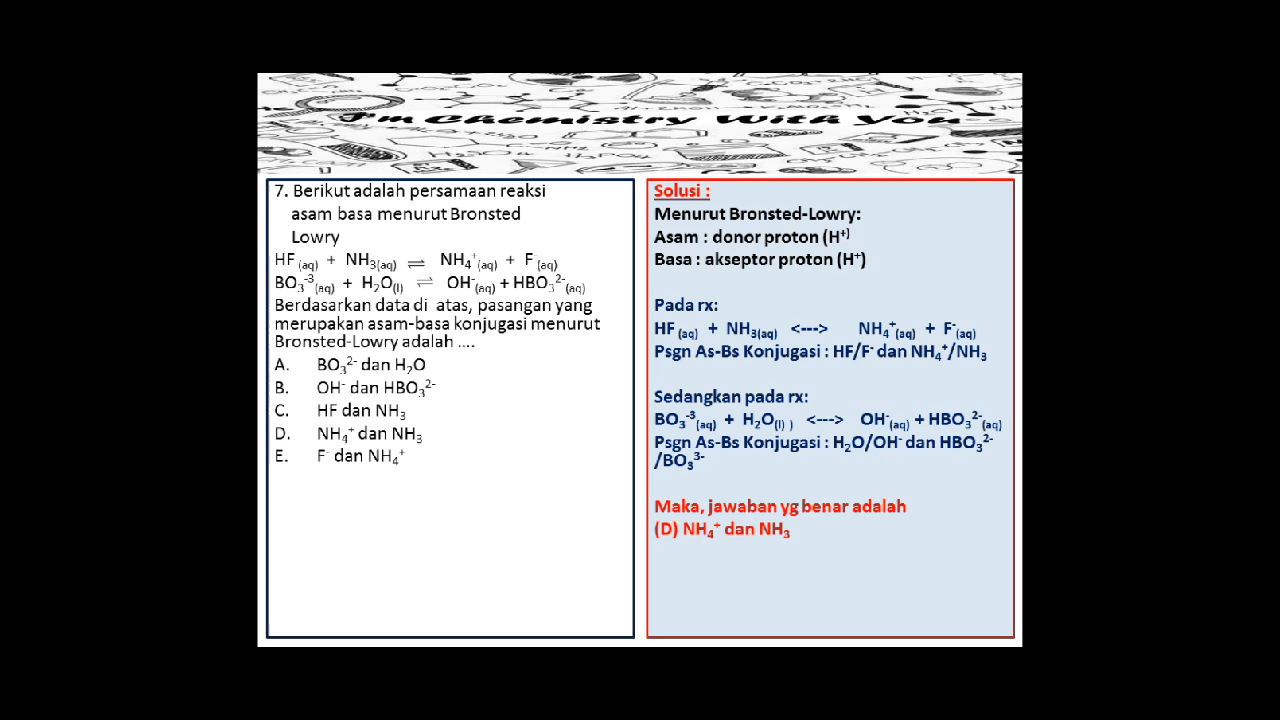 I'm Chemistry With You
7. Berikut adalah persamaan reaksi
asam basa menurut Bronsted
Lowry
HF (aq) + NH₃(aq) ⇌ NH₄⁺(aq) + F⁻(aq)
BO₃⁻³(aq) + H₂O(l) ⇌ OH⁻(aq) + HBO₃²⁻(aq)
Berdasarkan data di atas, pasangan yang
merupakan asam-basa konjugasi menurut
Bronsted-Lowry adalah ....
A. BO₃²⁻ dan H₂O
B. OH⁻ dan HBO₃²⁻
C. HF dan NH₃
D. NH₄⁺ dan NH₃
E. F⁻ dan NH₄⁺
Solusi :
Menurut Bronsted-Lowry:
Asam : donor proton (H⁺)
Basa : akseptor proton (H⁺)
Pada rx:
HF (aq) + NH₃(aq) <---> NH₄⁺(aq) + F⁻(aq)
Psgn As-Bs Konjugasi : HF/F⁻ dan NH₄⁺/NH₃
Sedangkan pada rx:
BO₃⁻³(aq) + H₂O(l) ) <---> OH⁻(aq) + HBO₃²⁻(aq)
Psgn As-Bs Konjugasi : H₂O/OH⁻ dan HBO₃²⁻
/BO₃³⁻
Maka, jawaban yg benar adalah
(D) NH₄⁺ dan NH₃